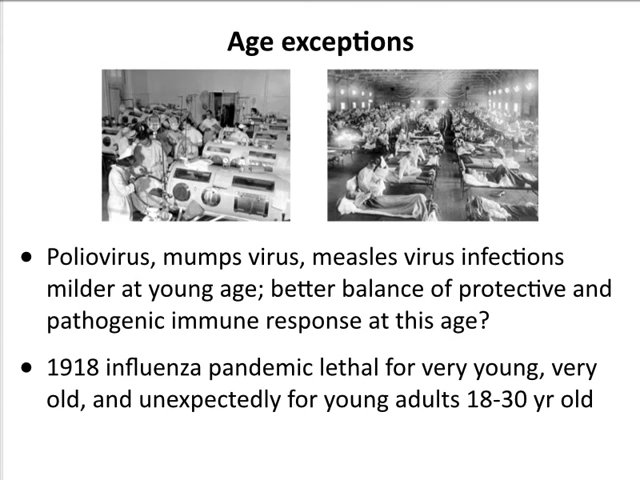 Age exceptions
● Poliovirus, mumps virus, measles virus infections
milder at young age; better balance of protective and
pathogenic immune response at this age?
● 1918 influenza pandemic lethal for very young, very
old, and unexpectedly for young adults 18-30 yr old